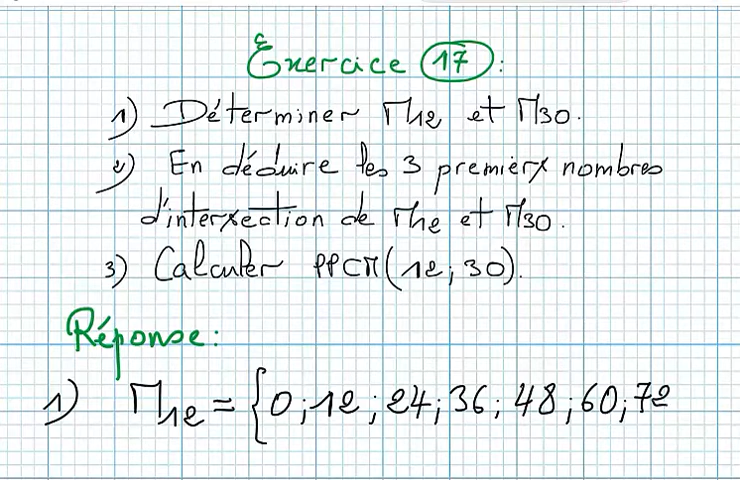 Exercice 17 :
1) Déterminer M12 et M30.
2) En déduire les 3 premiers nombres
d'intersection de M12 et M30.
3) Calculer PPCM(12; 30).
Réponse:
1) M12 = {0; 12; 24; 36; 48; 60; 72